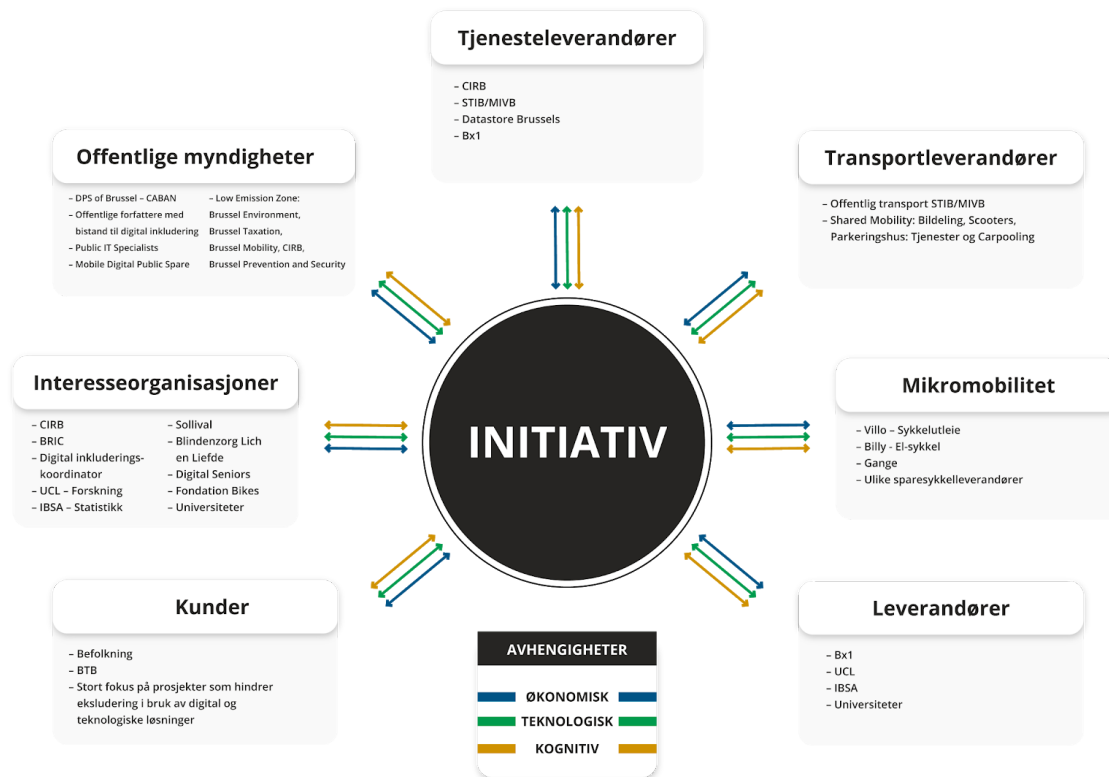 Tjenesteleverandører
– CIRB
– STIB/MIVB
– Datastore Brussels
– Bx1
Offentlige myndigheter
– DPS of Brussel – CABAN
– Offentlige forfattere med
bistand til digital inkludering
– Public IT Specialists
– Mobile Digital Public Spare
– Low Emission Zone:
Brussel Environment,
Brussel Taxation,
Brussel Mobility, CIRB,
Brussel Prevention and Security
Transportleverandører
– Offentlig transport STIB/MIVB
– Shared Mobility: Bildeling, Scooters,
Parkeringshus: Tjenester og Carpooling
Interesseorganisasjoner
– CIRB
– BRIC
– Digital inkluderings-
koordinator
– UCL – Forskning
– IBSA – Statistikk
– Sollival
– Blindenzorg Lich
en Liefde
– Digital Seniors
– Fondation Bikes
– Universiteter
INITIATIV
Mikromobilitet
– Villo – Sykkelutleie
– Billy - El-sykkel
– Gange
– Ulike sparesykkelleverandører
Kunder
– Befolkning
– BTB
– Stort fokus på prosjekter som hindrer
eksludering i bruk av digital og
teknologiske løsninger
Leverandører
– Bx1
– UCL
– IBSA
– Universiteter
AVHENGIGHETER
ØKONOMISK
TEKNOLOGISK
KOGNITIV